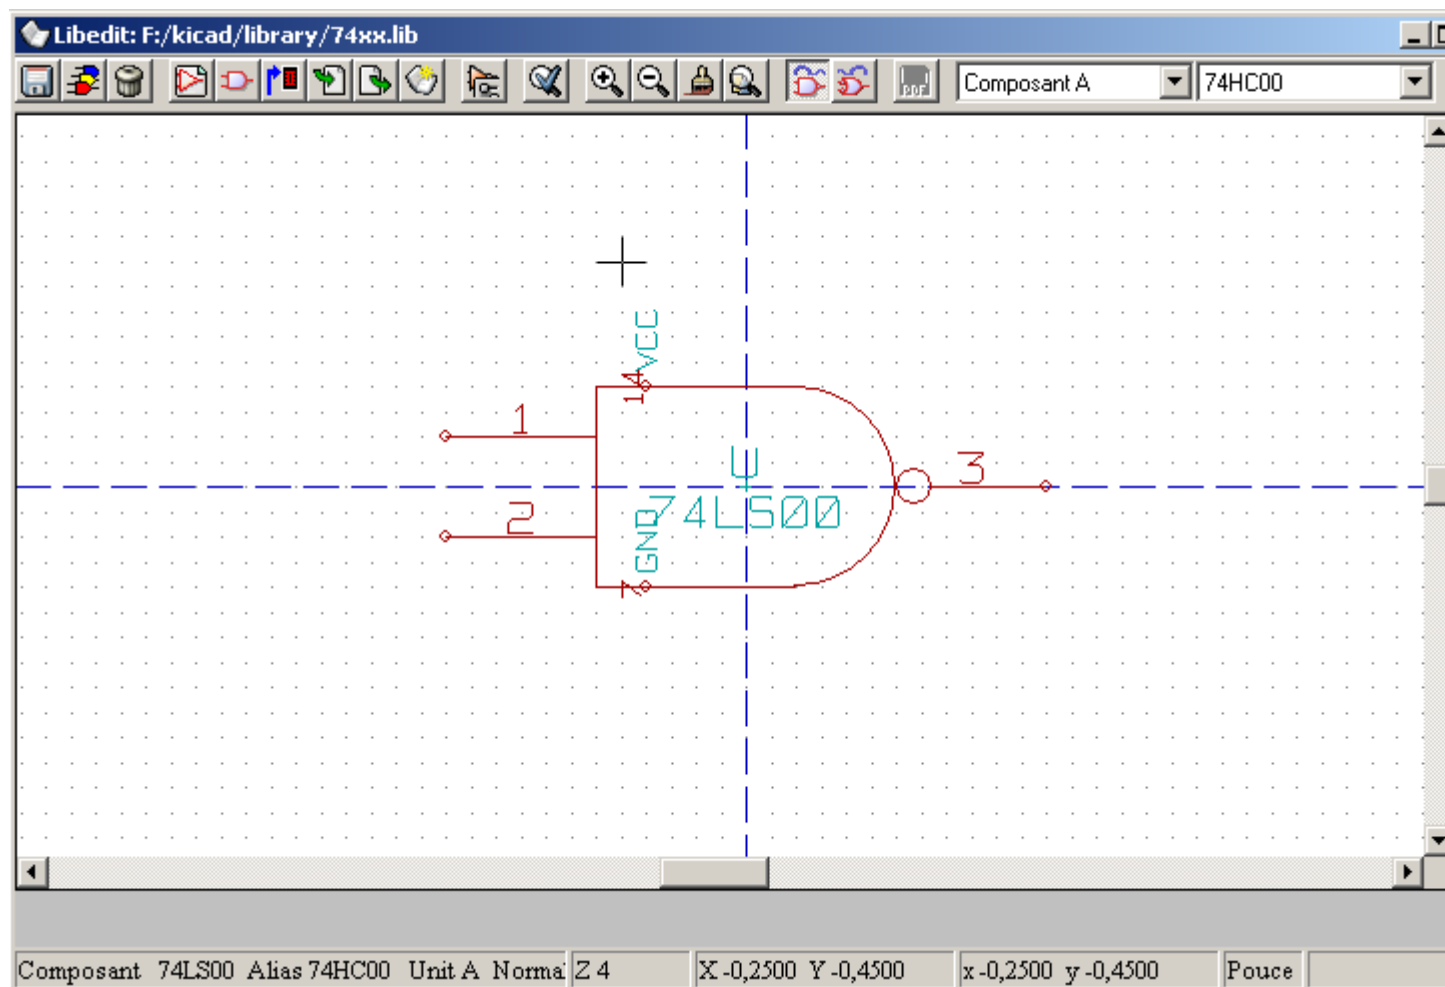 Libedit: F:/kicad/library/74xx.lib
PDF Composant A 74HC00
VCC
14
1
U
3
74LS00
2
GND
7
Composant 74LS00 Alias 74HC00 Unit A Normal Z 4 X -0,2500 Y -0,4500 x -0,2500 y -0,4500 Pouce